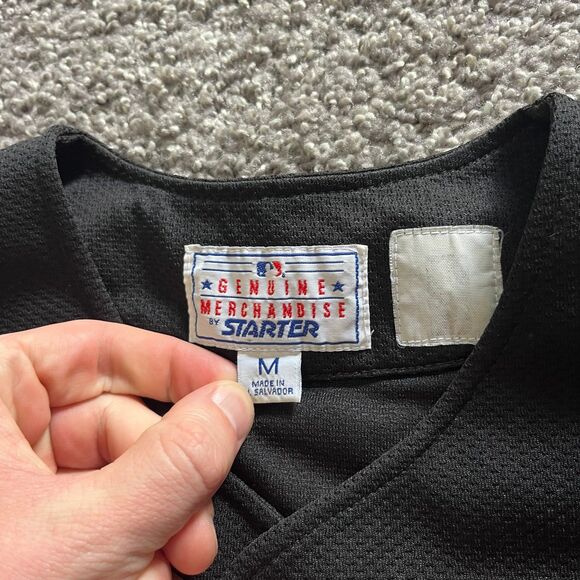 GENUINE
MERCHANDISE
BY STARTER
M
MADE IN
SALVADOR